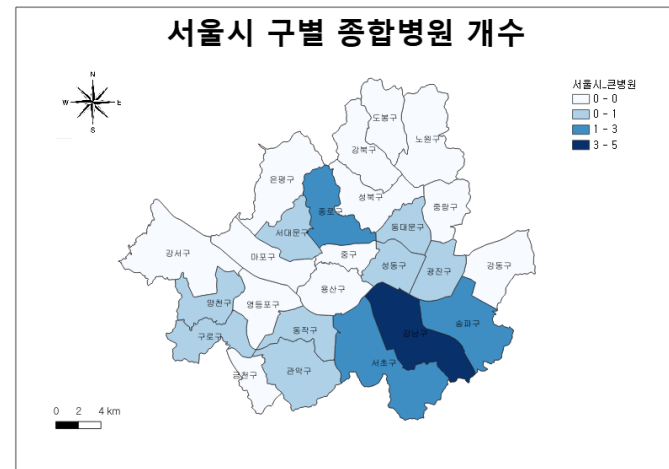 서울시 구별 종합병원 개수
N
W E
S
서울시_큰병원
0 - 0
0 - 1
1 - 3
3 - 5
도봉구
노원구
강북구
은평구
성북구
중랑구
종로구
동대문구
서대문구
강서구
마포구
중구
성동구
광진구
강동구
용산구
양천구
영등포구
동작구
강남구
송파구
구로구
서초구
관악구
금천구
0 2 4 km